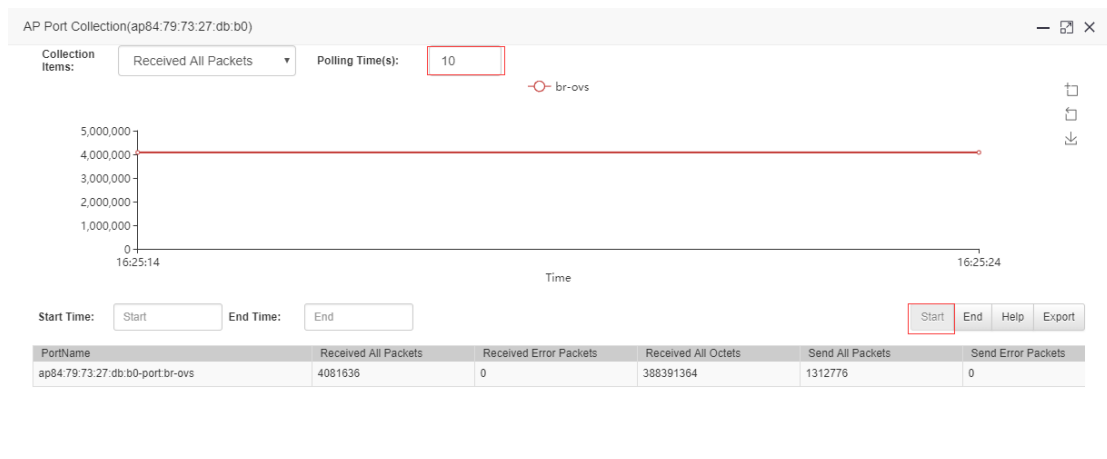 AP Port Collection(ap84:79:73:27:db:b0)
Collection Items:
Received All Packets
Polling Time(s):
10
br-ovs
5,000,000
4,000,000
3,000,000
2,000,000
1,000,000
0
16:25:14 16:25:24
Time
Start Time: Start End Time: End Start End Help Export
PortName Received All Packets Received Error Packets Received All Octets Send All Packets Send Error Packets
ap84:79:73:27:db:b0-port:br-ovs 4081636 0 388391364 1312776 0